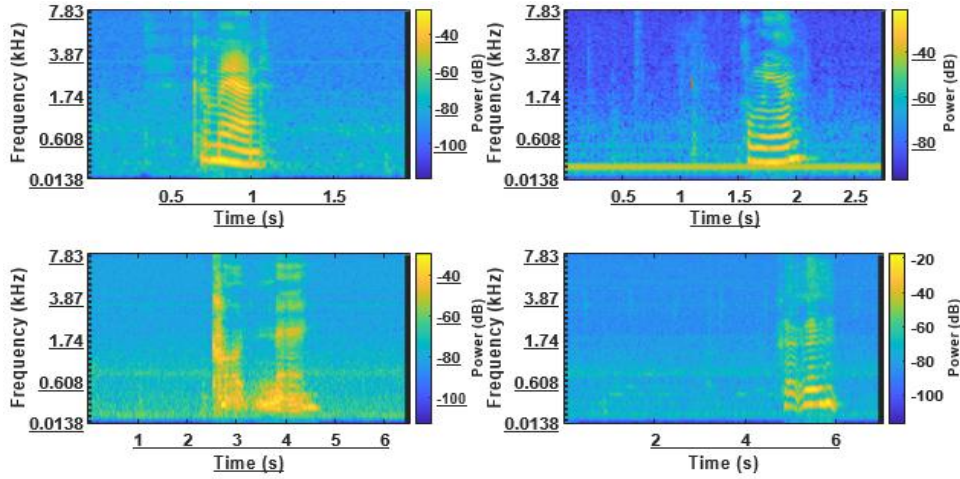 7.83
3.87
1.74
0.608
0.0138
Frequency (kHz)
0.5 1 1.5
Time (s)
-40
-60
-80
-100
Power (dB)
7.83
3.87
1.74
0.608
0.0138
Frequency (kHz)
0 0.5 1 1.5 2 2.5
Time (s)
-40
-60
-80
Power (dB)
7.83
3.87
1.74
0.608
0.0138
Frequency (kHz)
1 2 3 4 5 6
Time (s)
-40
-60
-80
-100
Power (dB)
7.83
3.87
1.74
0.608
0.0138
Frequency (kHz)
2 4 6
Time (s)
-20
-40
-60
-80
-100
Power (dB)